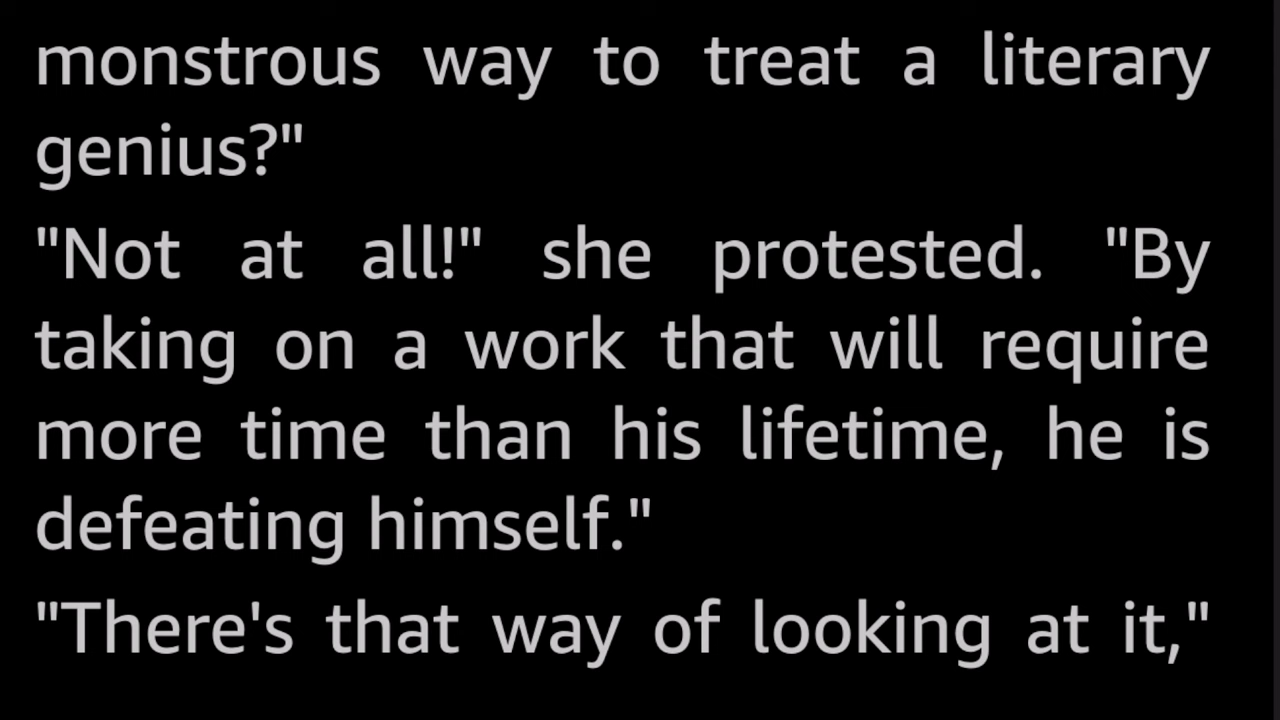 monstrous way to treat a literary
genius?"
"Not at all!" she protested. "By
taking on a work that will require
more time than his lifetime, he is
defeating himself."
"There's that way of looking at it,"